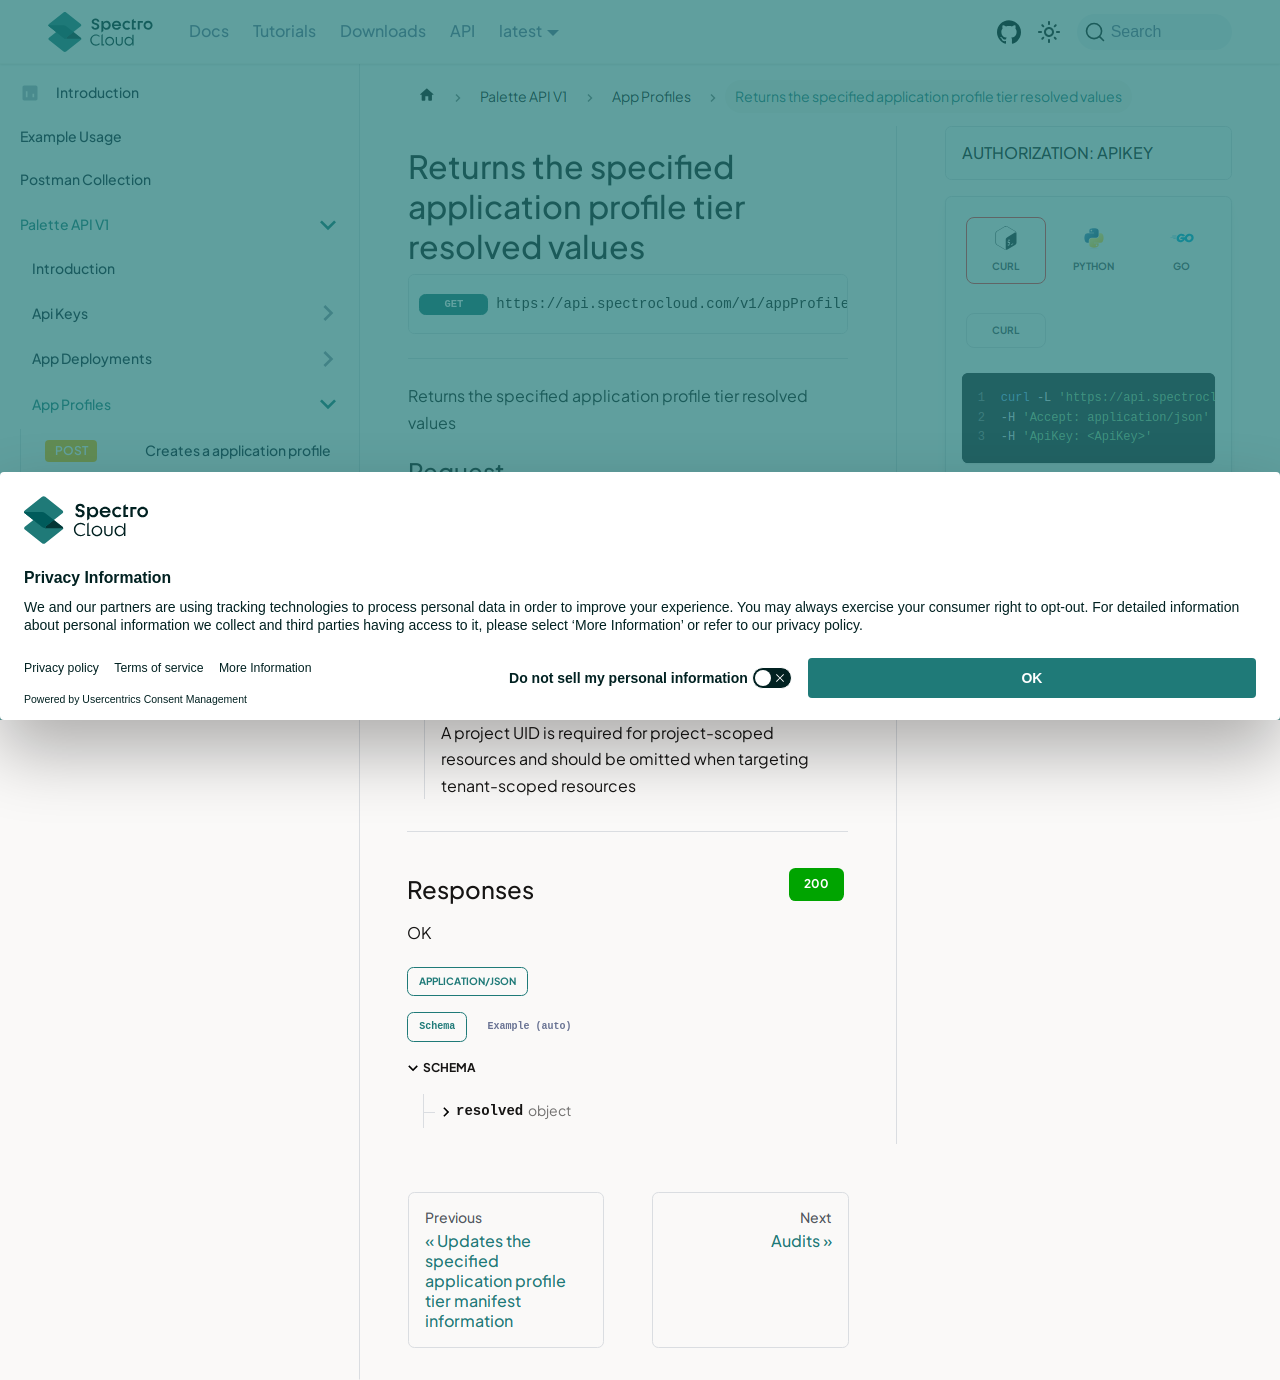 Spectro Cloud
Docs Tutorials Downloads API latest
Search
Introduction
Example Usage
Postman Collection
Palette API V1
Introduction
Api Keys
App Deployments
App Profiles
POST Creates a application profile
Palette API V1 > App Profiles > Returns the specified application profile tier resolved values
Returns the specified
application profile tier
resolved values
GET https://api.spectrocloud.com/v1/appProfile
Returns the specified application profile tier resolved
values
Request
AUTHORIZATION: APIKEY
CURL PYTHON GO
CURL
1 curl -L 'https://api.spectrocl
2 -H 'Accept: application/json'
3 -H 'ApiKey: <ApiKey>'
Spectro
Cloud
Privacy Information
We and our partners are using tracking technologies to process personal data in order to improve your experience. You may always exercise your consumer right to opt-out. For detailed information
about personal information we collect and third parties having access to it, please select ‘More Information’ or refer to our privacy policy.
Privacy policy Terms of service More Information
Powered by Usercentrics Consent Management
Do not sell my personal information
OK
A project UID is required for project-scoped
resources and should be omitted when targeting
tenant-scoped resources
Responses
200
OK
APPLICATION/JSON
Schema Example (auto)
SCHEMA
resolved object
Previous
« Updates the
specified
application profile
tier manifest
information
Next
Audits »